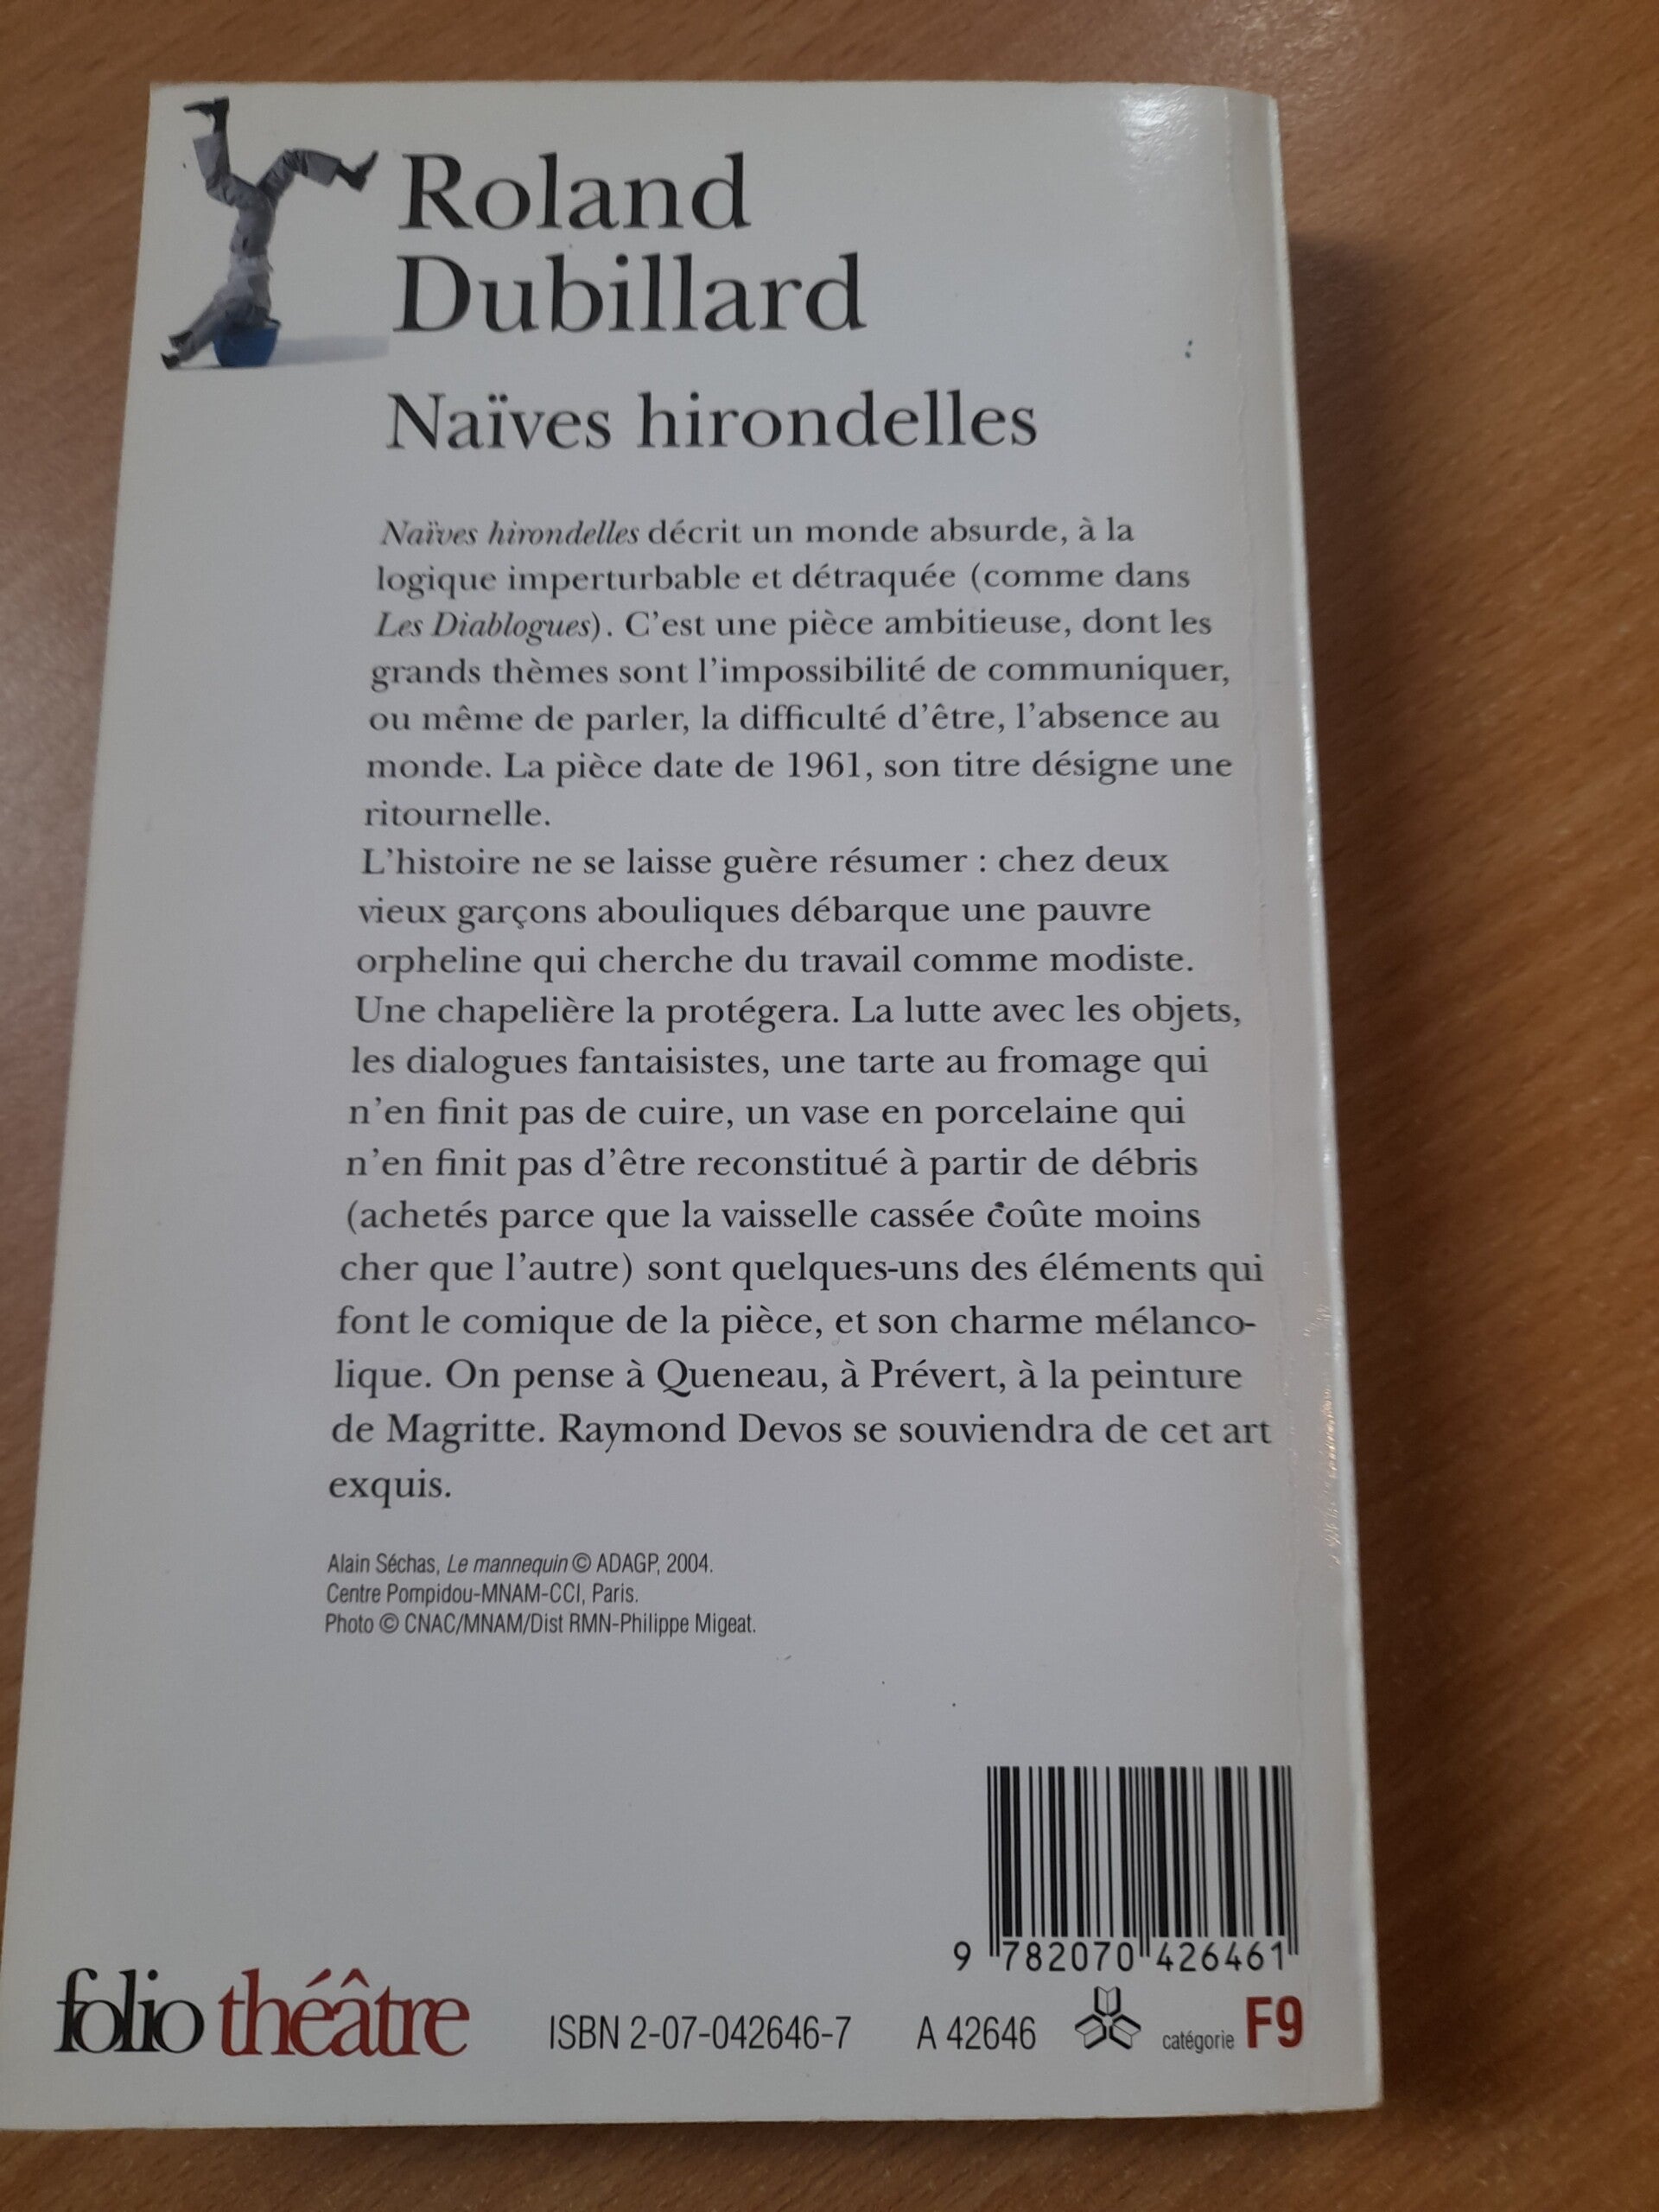 Roland
Dubillard
Naïves hirondelles
Naïves hirondelles décrit un monde absurde, à la
logique imperturbable et détraquée (comme dans
Les Diablogues). C’est une pièce ambitieuse, dont les
grands thèmes sont l’impossibilité de communiquer,
ou même de parler, la difficulté d’être, l’absence au
monde. La pièce date de 1961, son titre désigne une
ritournelle.
L’histoire ne se laisse guère résumer : chez deux
vieux garçons abouliques débarque une pauvre
orpheline qui cherche du travail comme modiste.
Une chapelière la protégera. La lutte avec les objets,
les dialogues fantaisistes, une tarte au fromage qui
n’en finit pas de cuire, un vase en porcelaine qui
n’en finit pas d’être reconstitué à partir de débris
(achetés parce que la vaisselle cassée coûte moins
cher que l’autre) sont quelques-uns des éléments qui
font le comique de la pièce, et son charme mélanco-
lique. On pense à Queneau, à Prévert, à la peinture
de Magritte. Raymond Devos se souviendra de cet art
exquis.
Alain Séchas, Le mannequin © ADAGP, 2004.
Centre Pompidou-MNAM-CCI, Paris.
Photo © CNAC/MNAM/Dist RMN-Philippe Migeat.
9 782070 426461
folio théâtre ISBN 2-07-042646-7 A 42646 catégorie F9